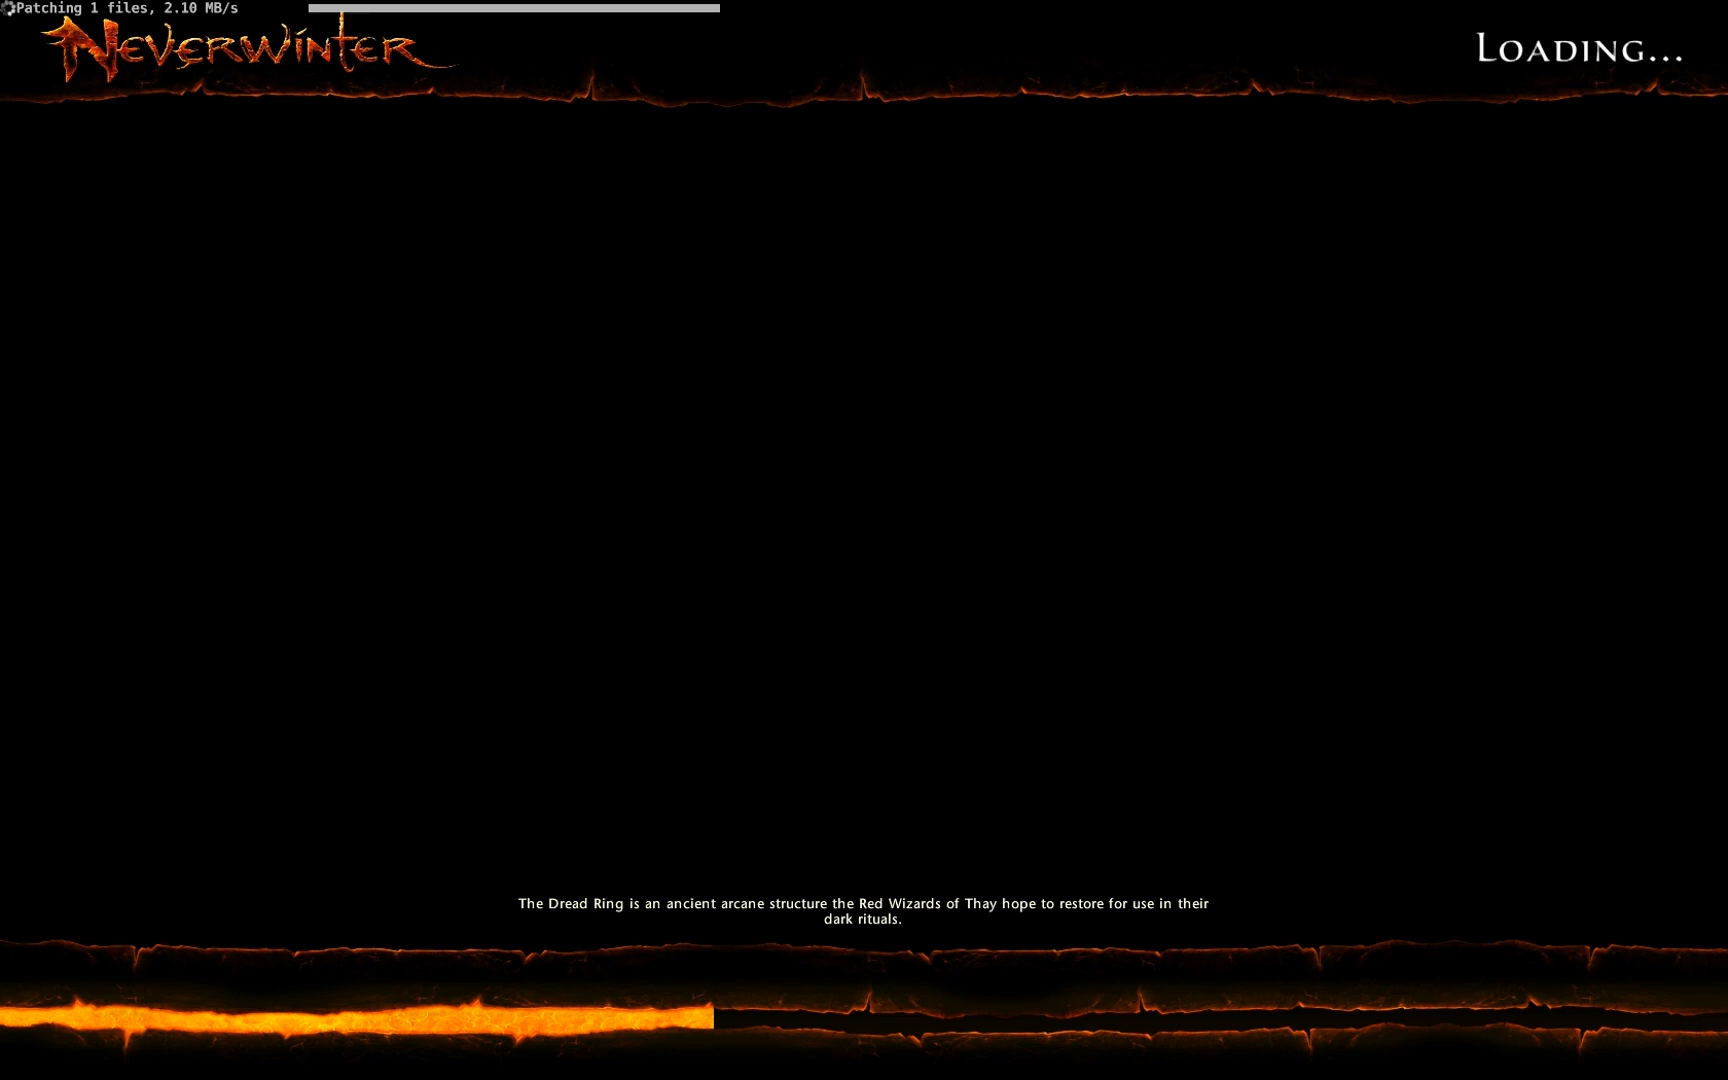 Patching 1 files, 2.10 MB/s
NEVERWINTER
LOADING...
The Dread Ring is an ancient arcane structure the Red Wizards of Thay hope to restore for use in their
dark rituals.